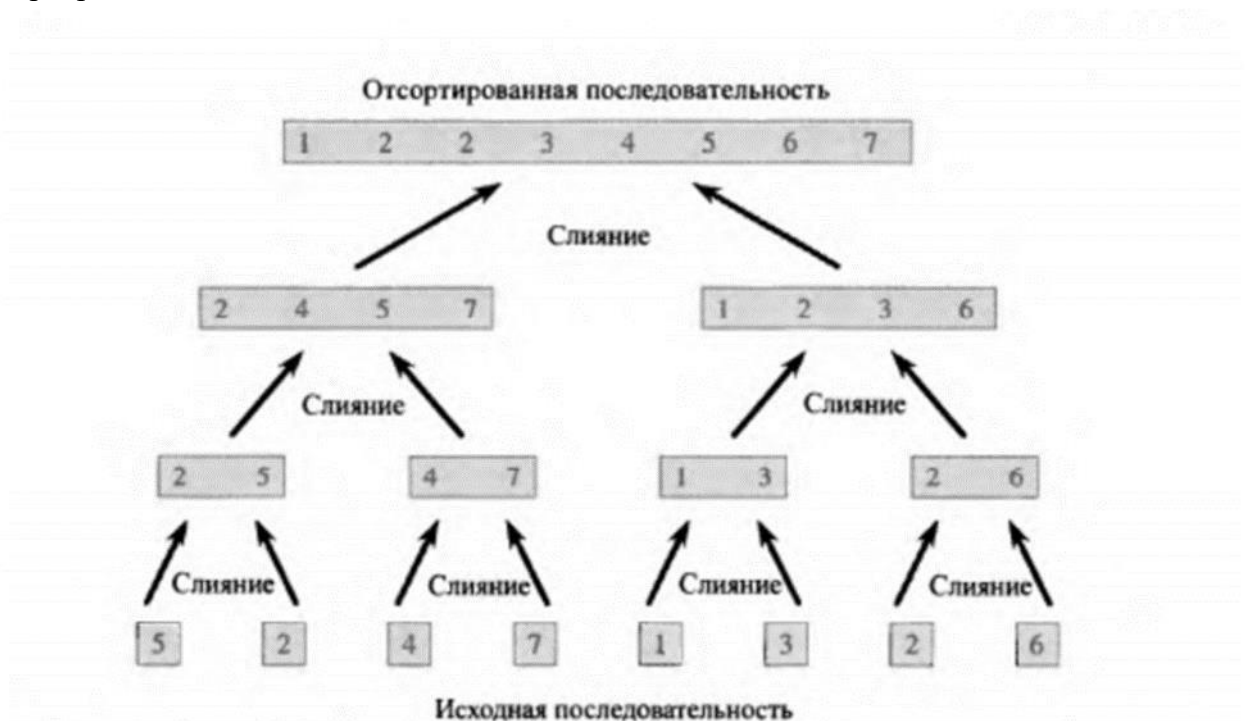 Отсортированная последовательность
1 2 2 3 4 5 6 7
Слияние
2 4 5 7
1 2 3 6
Слияние
Слияние
2 5
4 7
1 3
2 6
Слияние
Слияние
Слияние
Слияние
5
2
4
7
1
3
2
6
Исходная последовательность